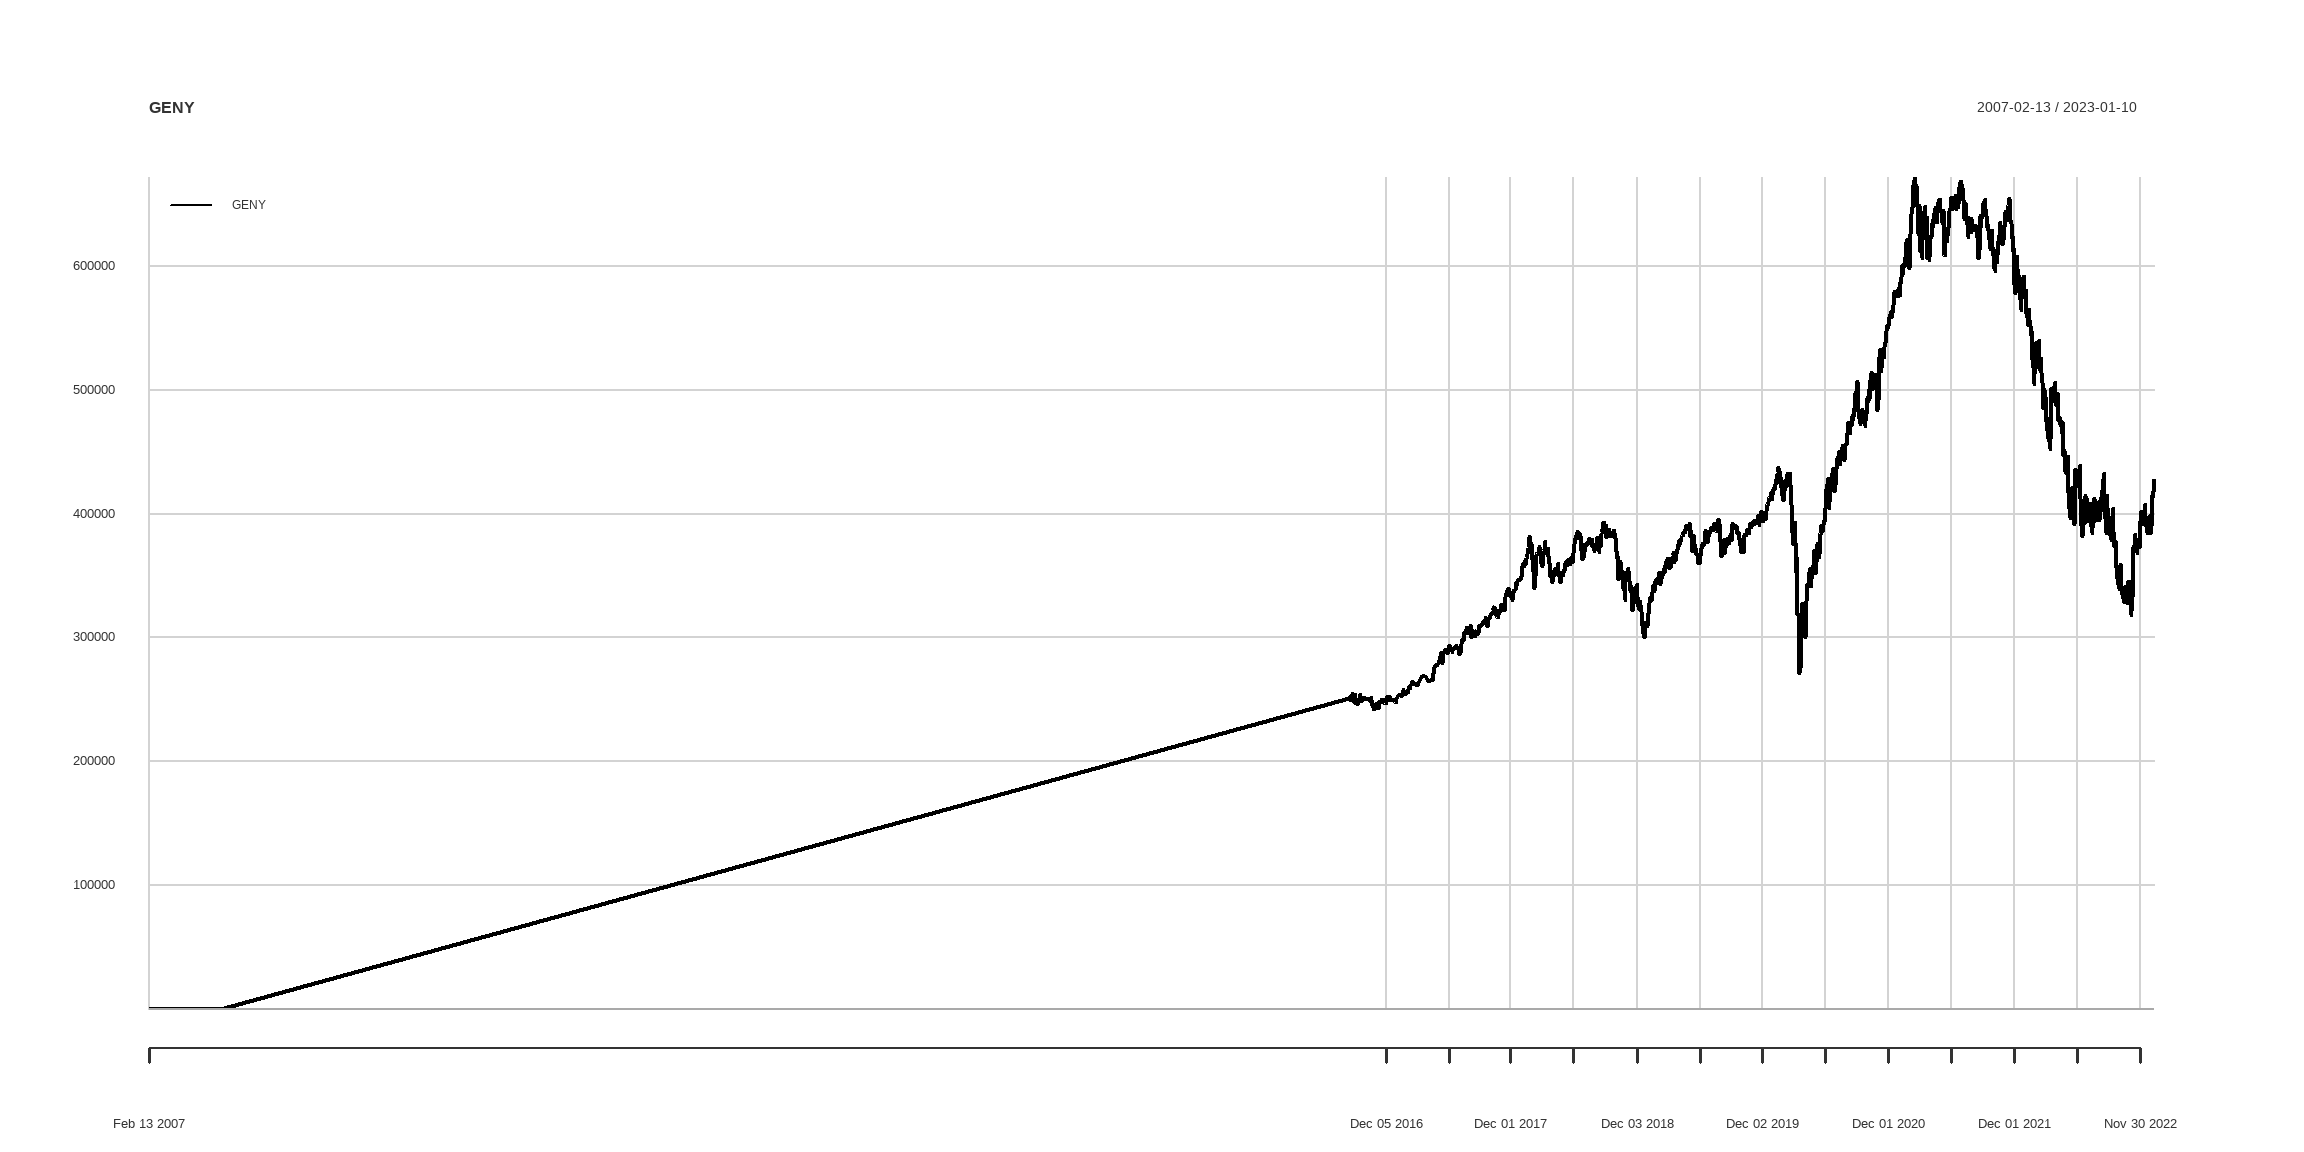 GENY
2007-02-13 / 2023-01-10
GENY
600000
500000
400000
300000
200000
100000
Feb 13 2007
Dec 05 2016
Dec 01 2017
Dec 03 2018
Dec 02 2019
Dec 01 2020
Dec 01 2021
Nov 30 2022